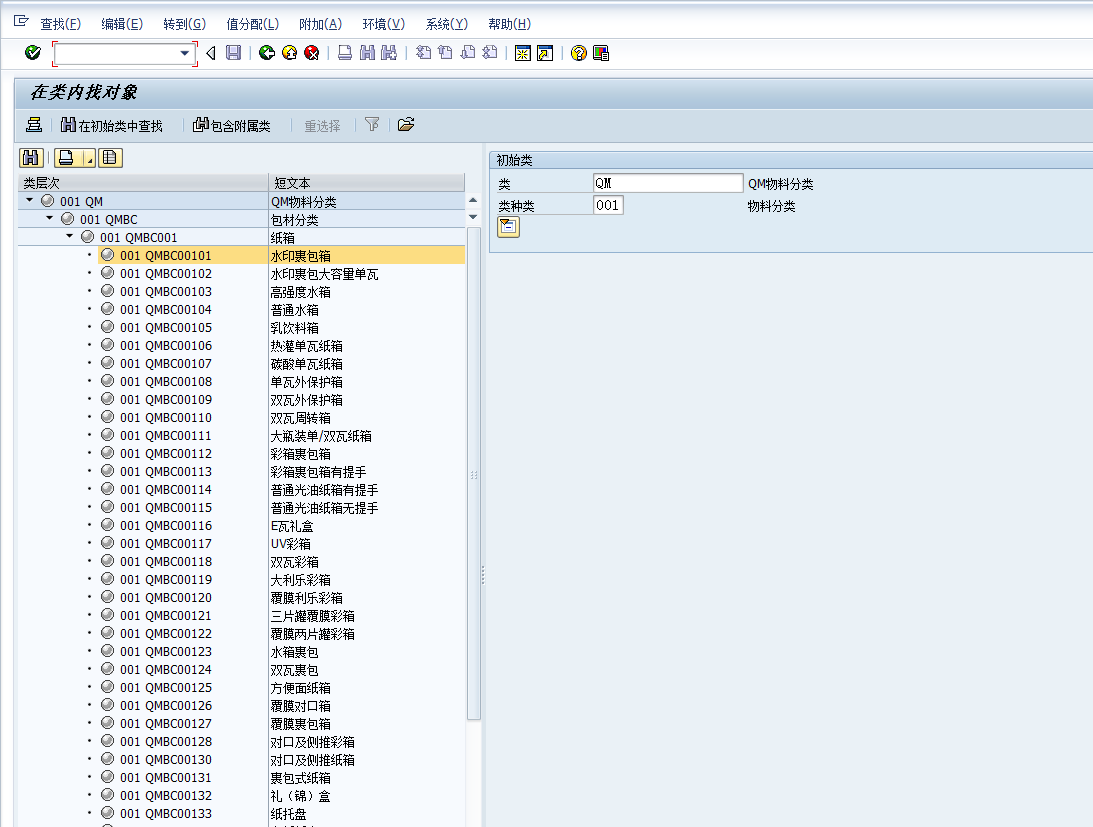 查找(F) 编辑(E) 转到(G) 值分配(L) 附加(A) 环境(V) 系统(Y) 帮助(H)
在类内找对象
在初始类中查找 包含附属类 重选择
类层次 短文本
001 QM QM物料分类
001 QMBC 包材分类
001 QMBC001 纸箱
001 QMBC00101 水印裹包箱
001 QMBC00102 水印裹包大容量单瓦
001 QMBC00103 高强度水箱
001 QMBC00104 普通水箱
001 QMBC00105 乳饮料箱
001 QMBC00106 热灌单瓦纸箱
001 QMBC00107 碳酸单瓦纸箱
001 QMBC00108 单瓦外保护箱
001 QMBC00109 双瓦外保护箱
001 QMBC00110 双瓦周转箱
001 QMBC00111 大瓶装单/双瓦纸箱
001 QMBC00112 彩箱裹包箱
001 QMBC00113 彩箱裹包箱有提手
001 QMBC00114 普通光油纸箱有提手
001 QMBC00115 普通光油纸箱无提手
001 QMBC00116 E瓦礼盒
001 QMBC00117 UV彩箱
001 QMBC00118 双瓦彩箱
001 QMBC00119 大利乐彩箱
001 QMBC00120 覆膜利乐彩箱
001 QMBC00121 三片罐覆膜彩箱
001 QMBC00122 覆膜两片罐彩箱
001 QMBC00123 水箱裹包
001 QMBC00124 双瓦裹包
001 QMBC00125 方便面纸箱
001 QMBC00126 覆膜对口箱
001 QMBC00127 覆膜裹包箱
001 QMBC00128 对口及侧推彩箱
001 QMBC00130 对口及侧推纸箱
001 QMBC00131 裹包式纸箱
001 QMBC00132 礼（锦）盒
001 QMBC00133 纸托盘
初始类
类 QM QM物料分类
类种类 001 物料分类